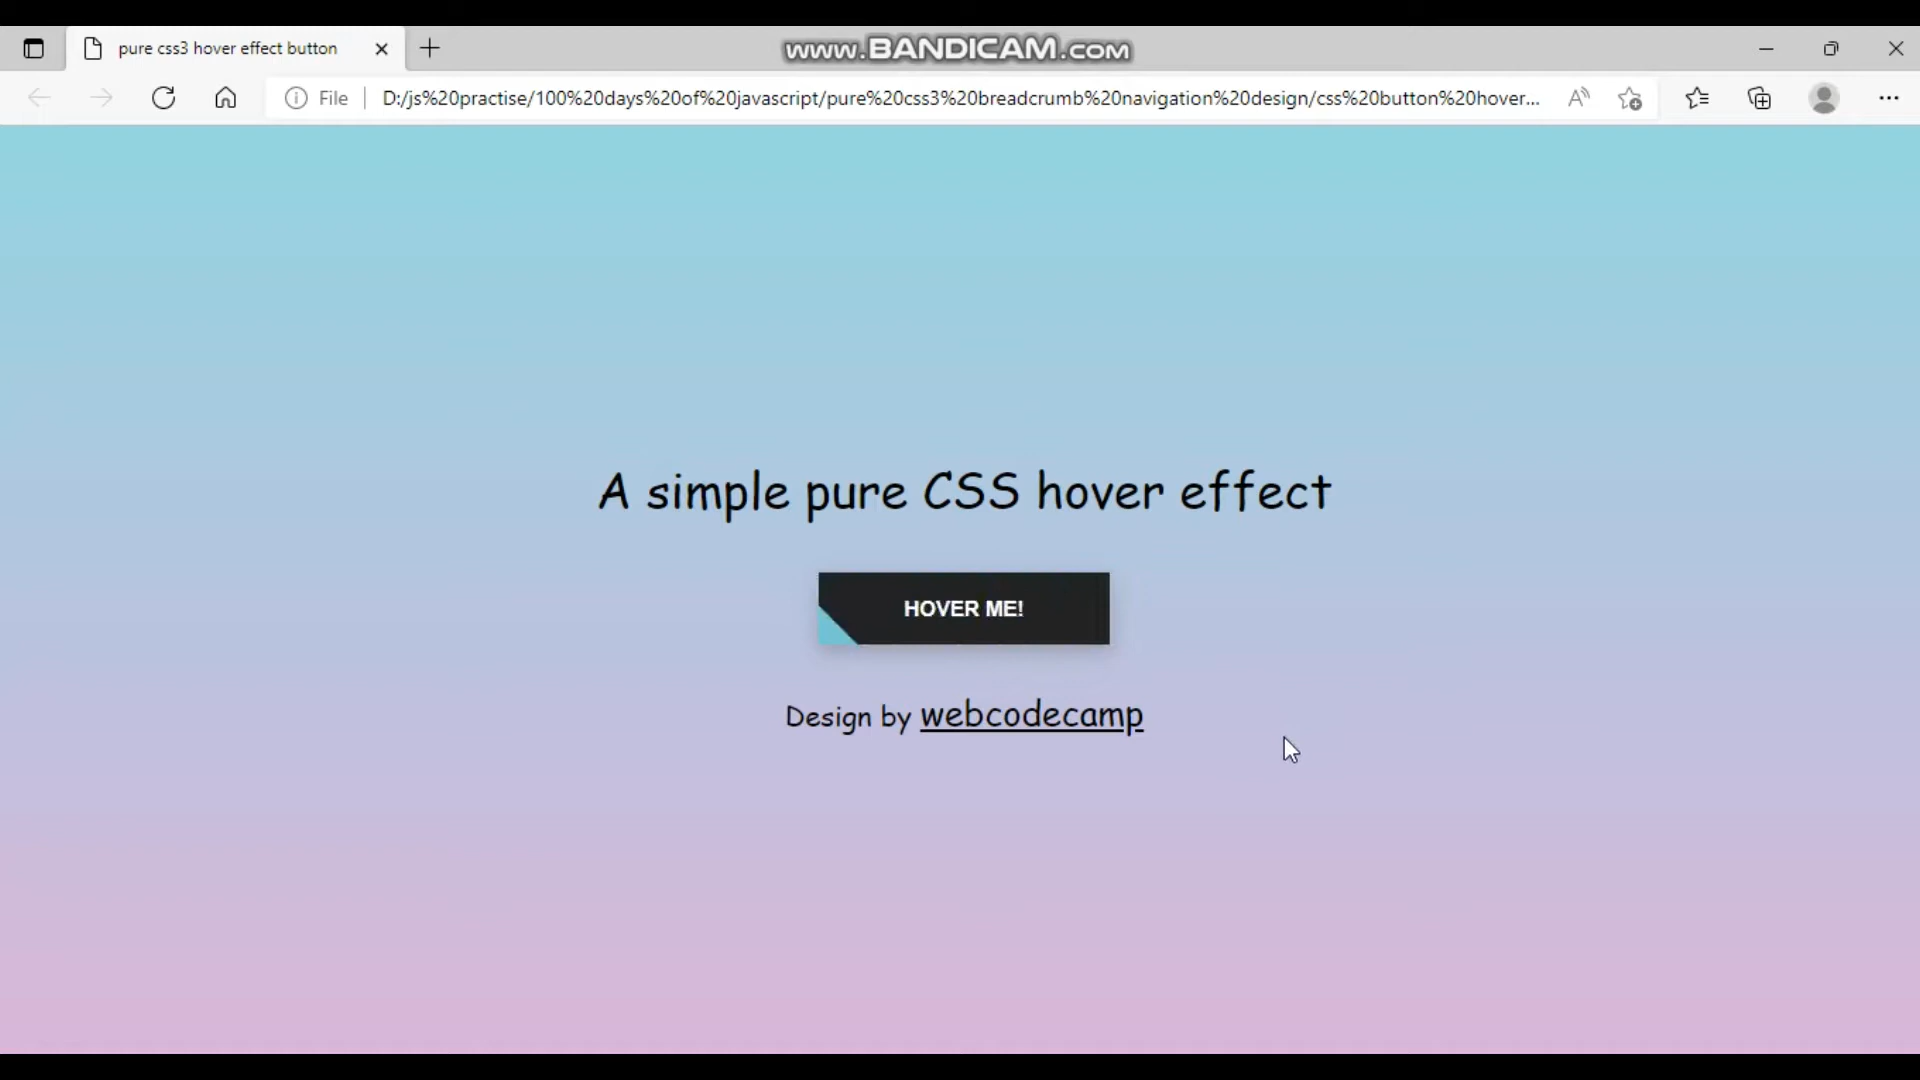 pure css3 hover effect button
www.BANDICAM.com
File
D:/js%20practise/100%20days%20of%20javascript/pure%20css3%20breadcrumb%20navigation%20design/css%20button%20hover...
A simple pure CSS hover effect
HOVER ME!
Design by webcodecamp